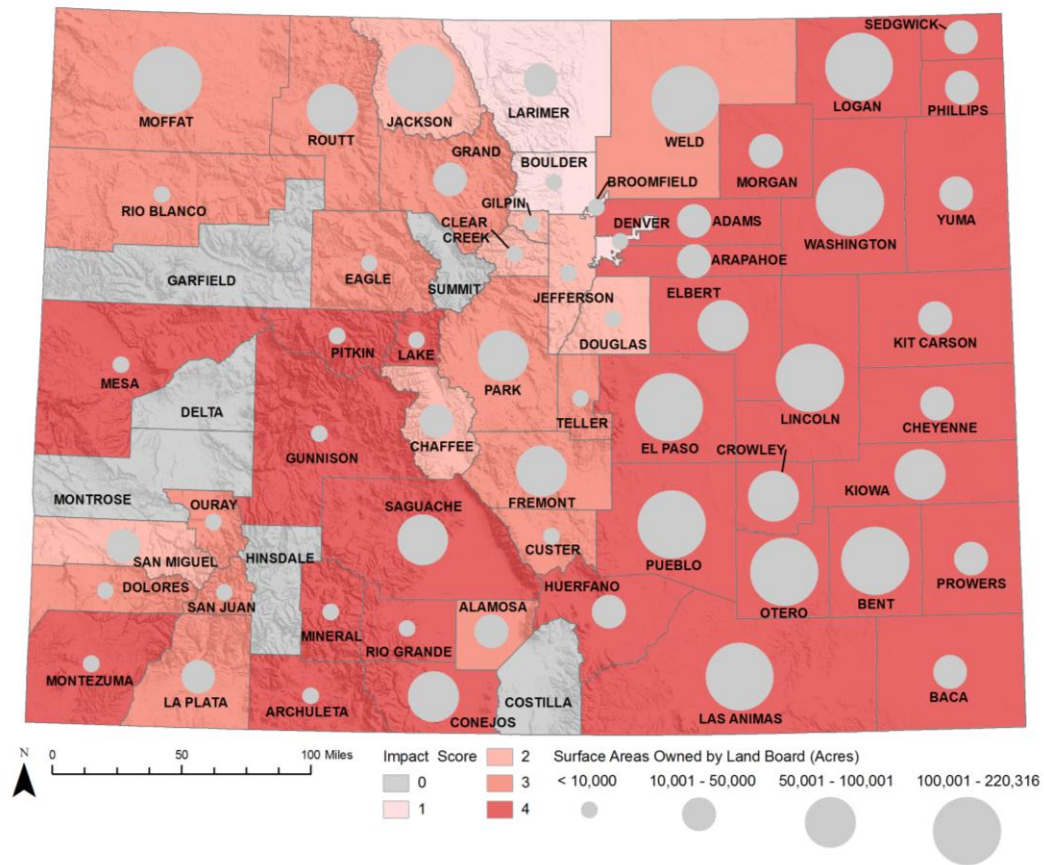 SEDGWICK
MOFFAT
ROUTT
JACKSON
LARIMER
LOGAN
PHILLIPS
GRAND
WELD
MORGAN
BOULDER
BROOMFIELD
RIO BLANCO
GILPIN
YUMA
CLEAR
CREEK
DENVER
ADAMS
WASHINGTON
GARFIELD
EAGLE
SUMMIT
ARAPAHOE
JEFFERSON
ELBERT
DOUGLAS
KIT CARSON
PITKIN
LAKE
MESA
PARK
DELTA
TELLER
LINCOLN
CHEYENNE
CHAFFEE
EL PASO
CROWLEY
GUNNISON
MONTROSE
OURAY
SAGUACHE
FREMONT
KIOWA
SAN MIGUEL
HINSDALE
CUSTER
PUEBLO
DOLORES
SAN JUAN
HUERFANO
OTERO
BENT
PROWERS
MINERAL
ALAMOSA
RIO GRANDE
MONTEZUMA
LA PLATA
ARCHULETA
CONEJOS
COSTILLA
LAS ANIMAS
BACA
N
0 50 100 Miles
Impact Score
0
1
2
3
4
Surface Areas Owned by Land Board (Acres)
< 10,000 10,001 - 50,000 50,001 - 100,001 100,001 - 220,316